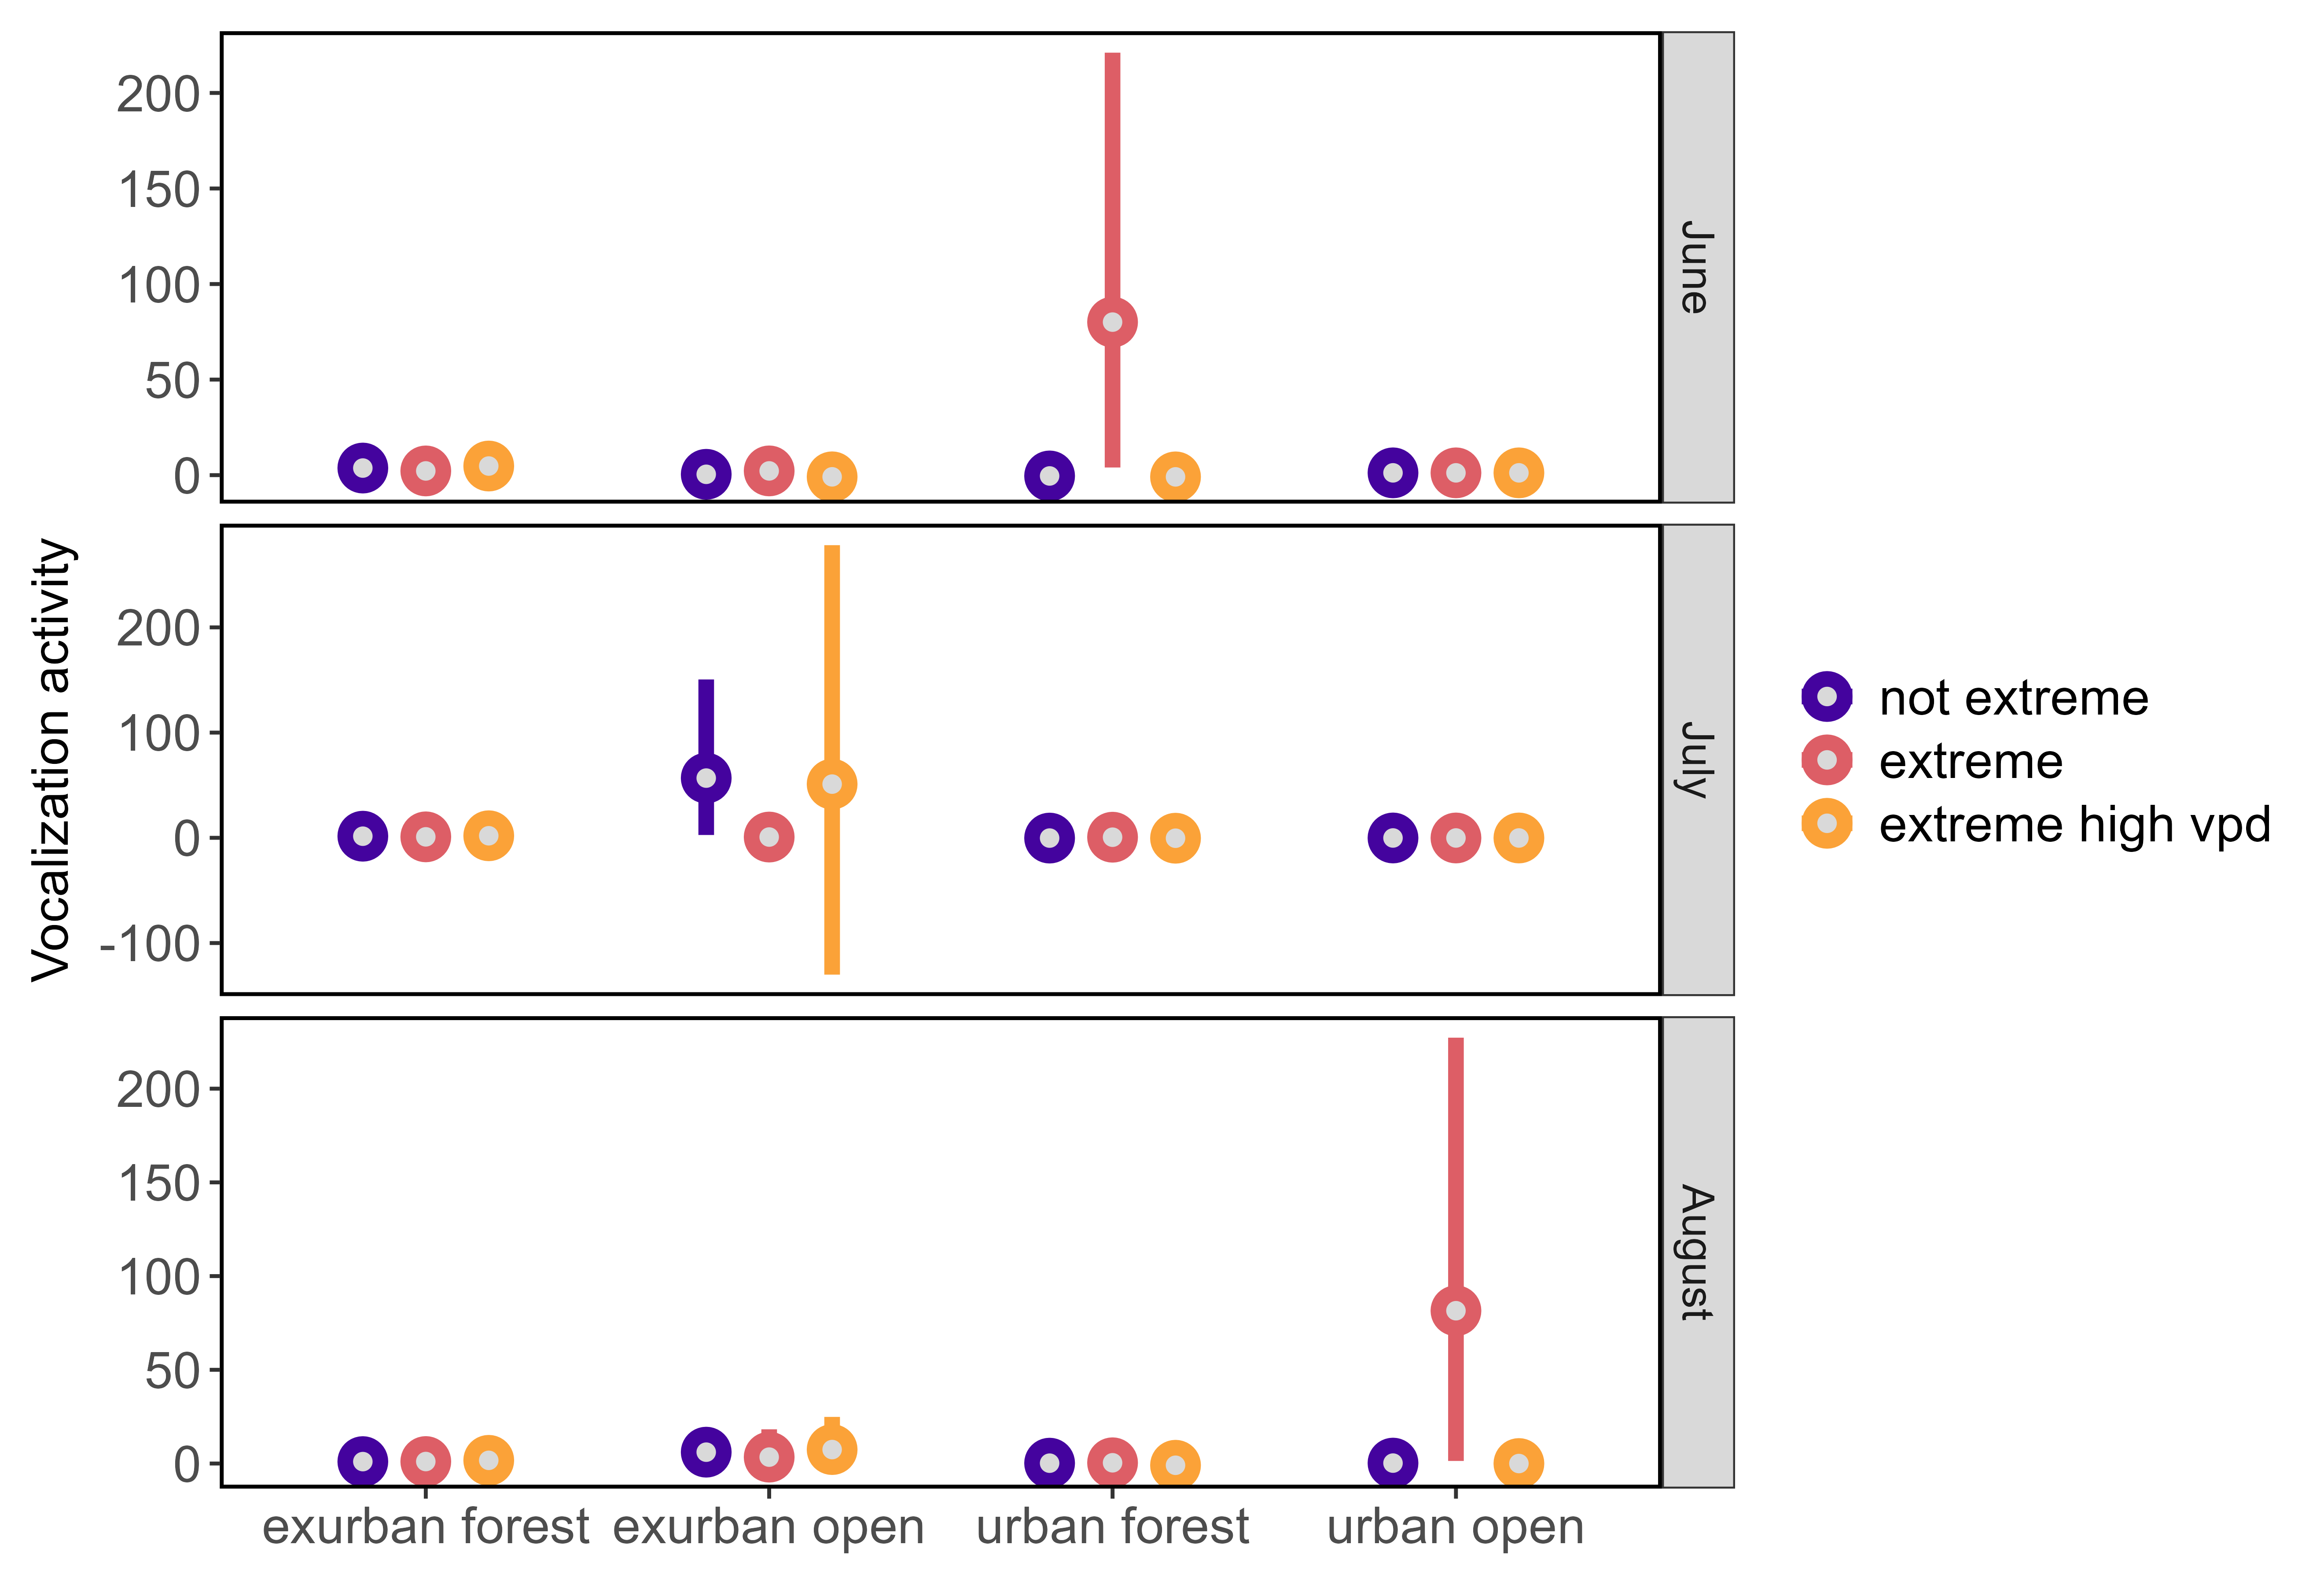 200
150
100
50
0
June
Vocalization activity
200
100
0
-100
July
not extreme
extreme
extreme high vpd
200
150
100
50
0
August
exurban forest exurban open urban forest urban open